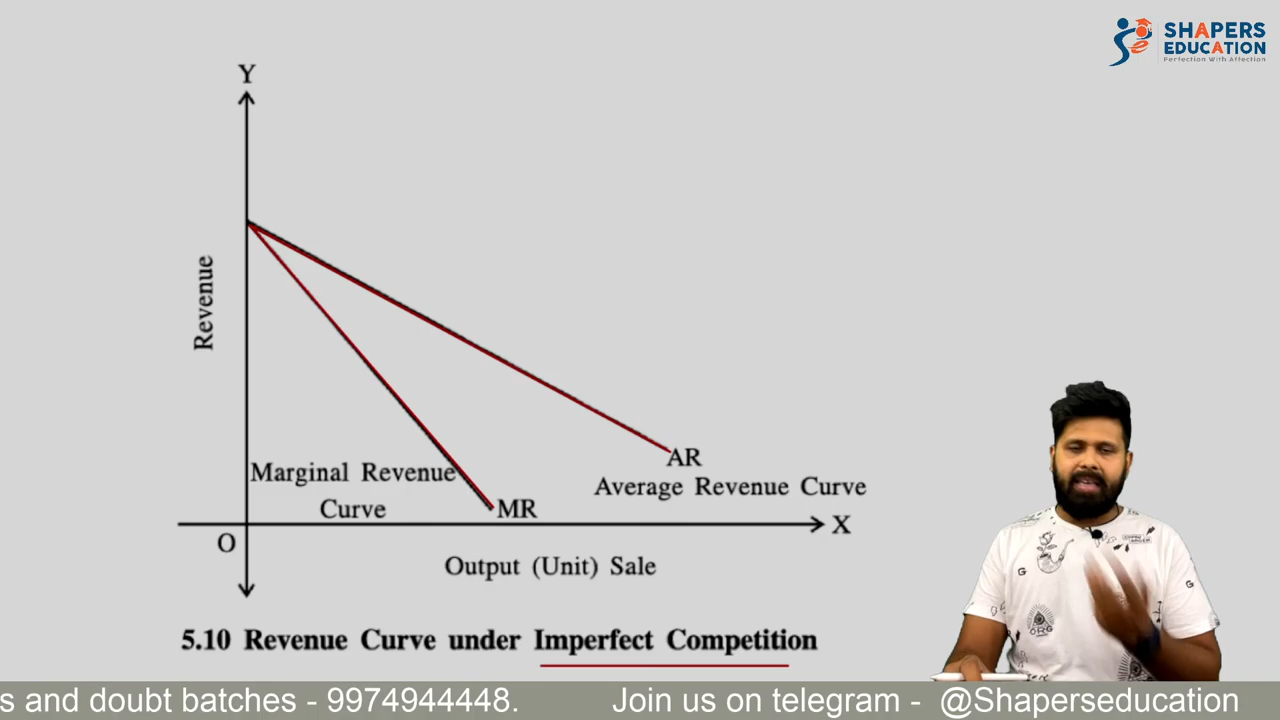 SHAPERS
EDUCATION
Perfection With Affection
Y
Revenue
AR
Average Revenue Curve
Marginal Revenue
Curve
MR
X
O
Output (Unit) Sale
5.10 Revenue Curve under Imperfect Competition
s and doubt batches - 9974944448. Join us on telegram - @Shaperseducation